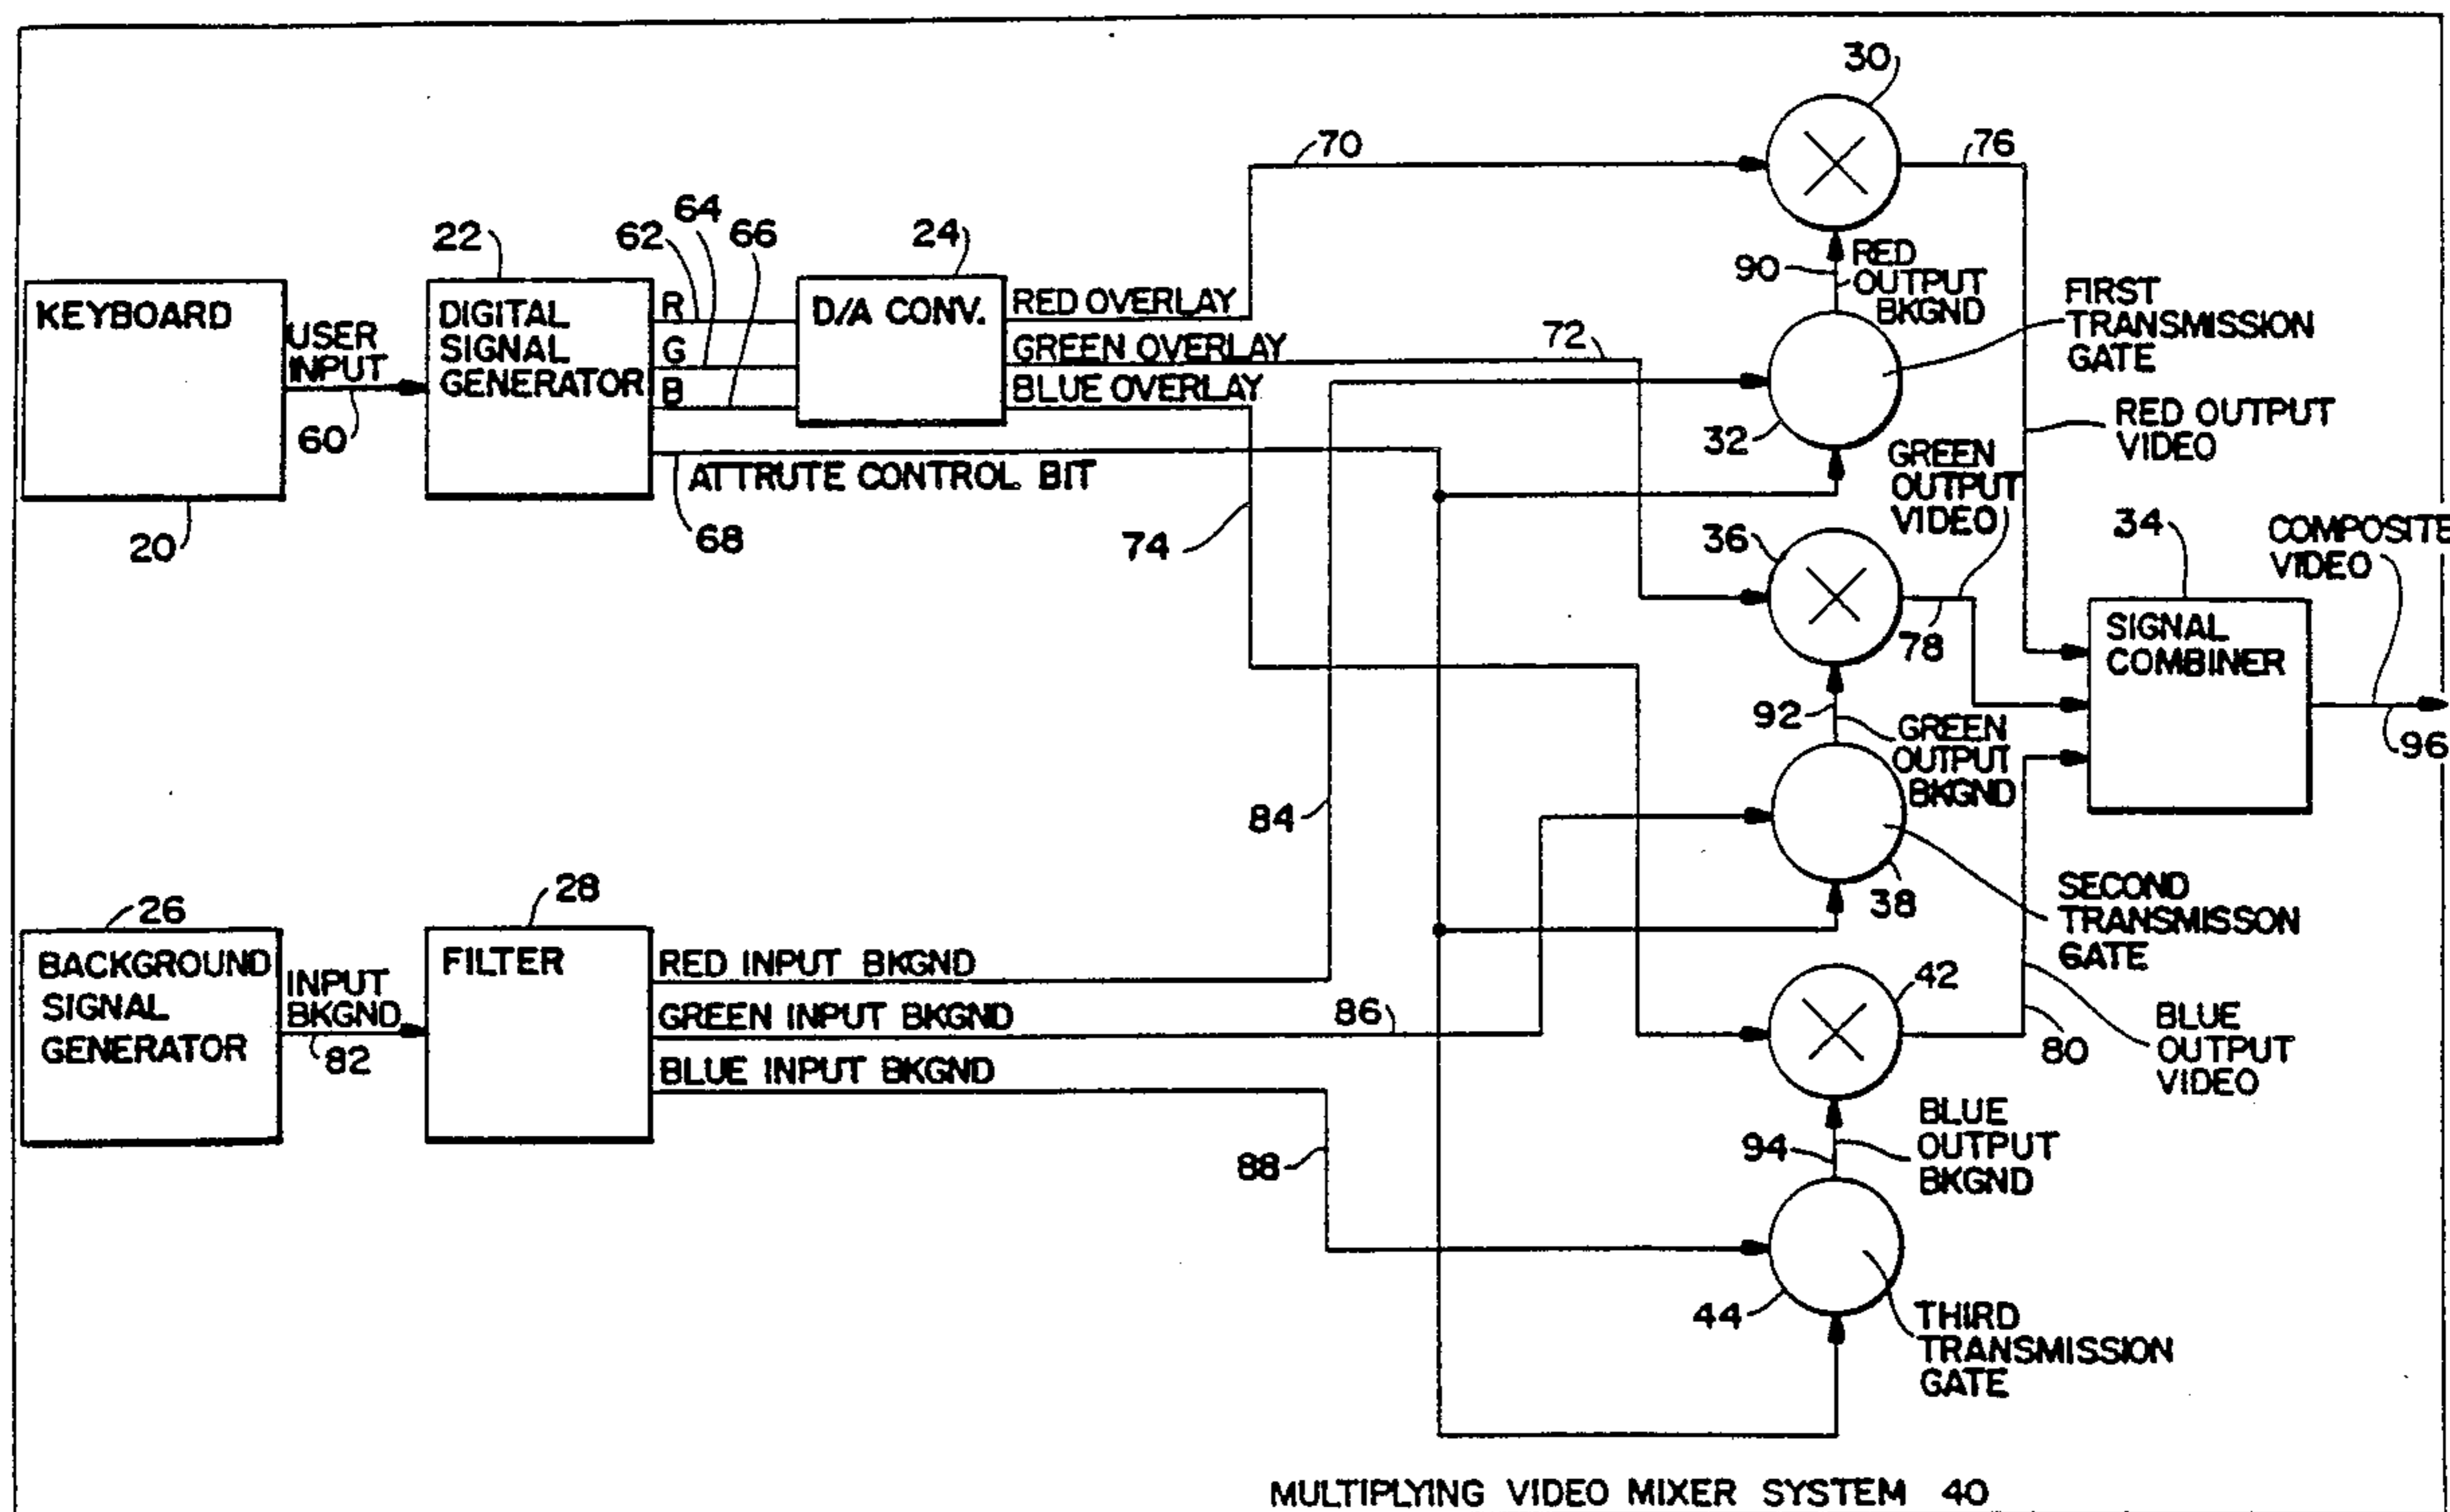 30
70
76
64
62
66
22
24
KEYBOARD
USER
INPUT
60
20
DIGITAL
SIGNAL
GENERATOR
R
G
B
D/A CONV.
RED OVERLAY
GREEN OVERLAY
BLUE OVERLAY
72
ATTRUTE CONTROL BIT
68
74
90
RED
OUTPUT
BKGND
FIRST
TRANSMISSION
GATE
32
RED OUTPUT
VIDEO
GREEN
OUTPUT
VIDEO
36
78
34
SIGNAL
COMBINER
COMPOSITE
VIDEO
96
92
GREEN
OUTPUT
BKGND
84
38
SECOND
TRANSMISSON
GATE
26
BACKGROUND
SIGNAL
GENERATOR
INPUT
BKGND
82
28
FILTER
RED INPUT BKGND
GREEN INPUT BKGND
86
BLUE INPUT BKGND
88
42
80
BLUE
OUTPUT
VIDEO
94
BLUE
OUTPUT
BKGND
44
THIRD
TRANSMISSION
GATE
MULTIPLYING VIDEO MIXER SYSTEM 40